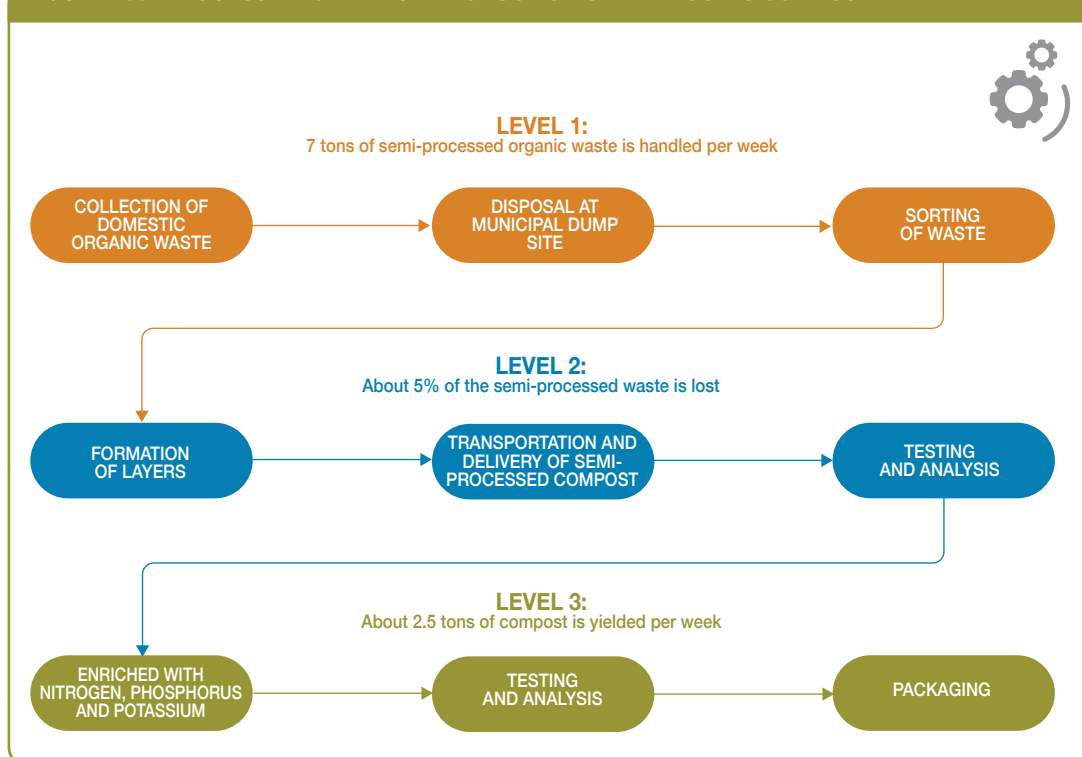 LEVEL 1:
7 tons of semi-processed organic waste is handled per week
COLLECTION OF
DOMESTIC
ORGANIC WASTE
DISPOSAL AT
MUNICIPAL DUMP
SITE
SORTING
OF WASTE
LEVEL 2:
About 5% of the semi-processed waste is lost
FORMATION
OF LAYERS
TRANSPORTATION AND
DELIVERY OF SEMI-
PROCESSED COMPOST
TESTING
AND ANALYSIS
LEVEL 3:
About 2.5 tons of compost is yielded per week
ENRICHED WITH
NITROGEN, PHOSPHORUS
AND POTASSIUM
TESTING
AND ANALYSIS
PACKAGING